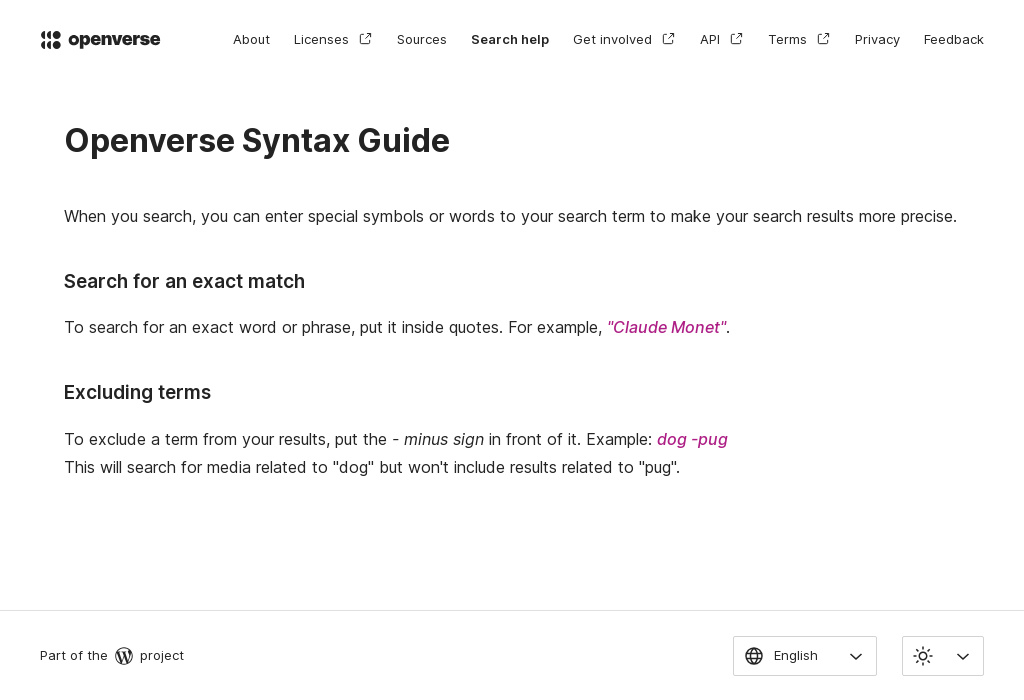 openverse
About Licenses Sources Search help Get involved API Terms Privacy Feedback
Openverse Syntax Guide
When you search, you can enter special symbols or words to your search term to make your search results more precise.
Search for an exact match
To search for an exact word or phrase, put it inside quotes. For example, "Claude Monet".
Excluding terms
To exclude a term from your results, put the - minus sign in front of it. Example: dog -pug
This will search for media related to "dog" but won't include results related to "pug".
Part of the project
English